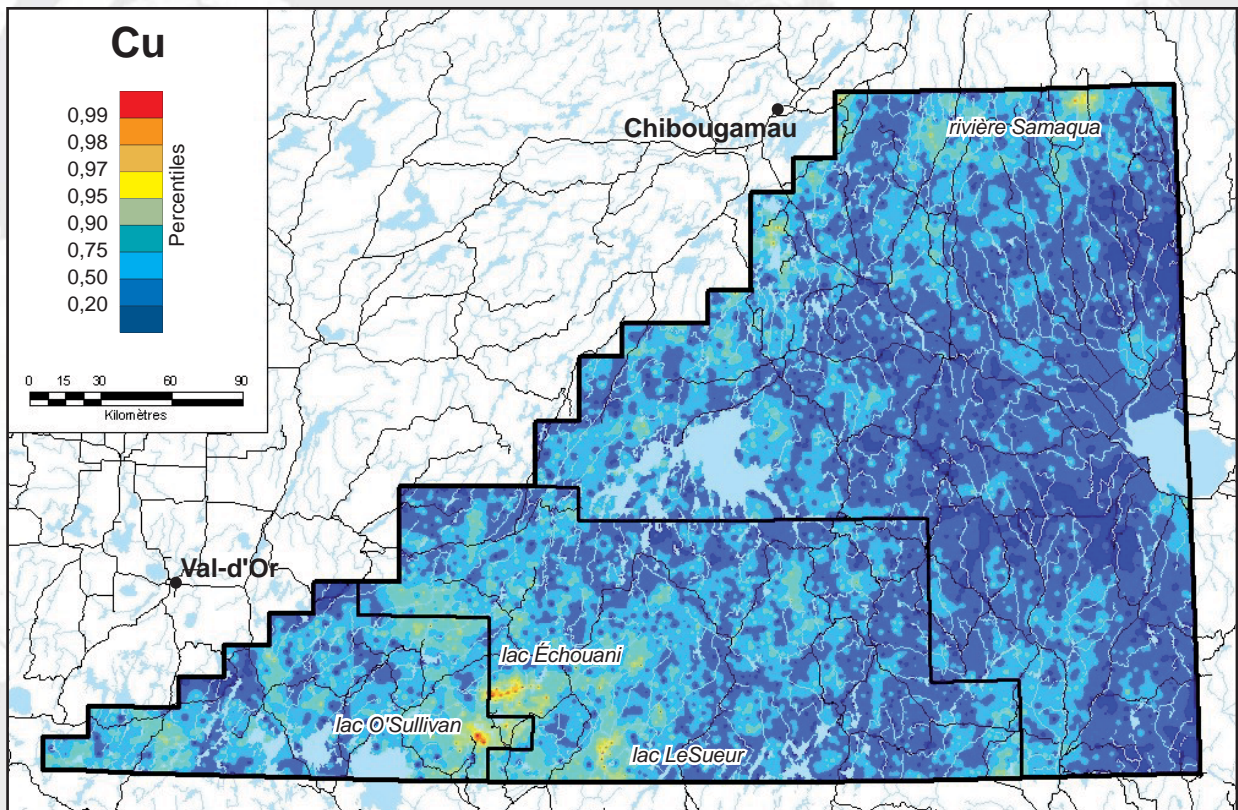 Cu
0,99
0,98
0,97
0,95
0,90
0,75
0,50
0,20
Percentiles
0 15 30 60 90
Kilomètres
Chibougamau
rivière Samaqua
Val-d'Or
lac Échouani
lac O'Sullivan
lac LeSueur